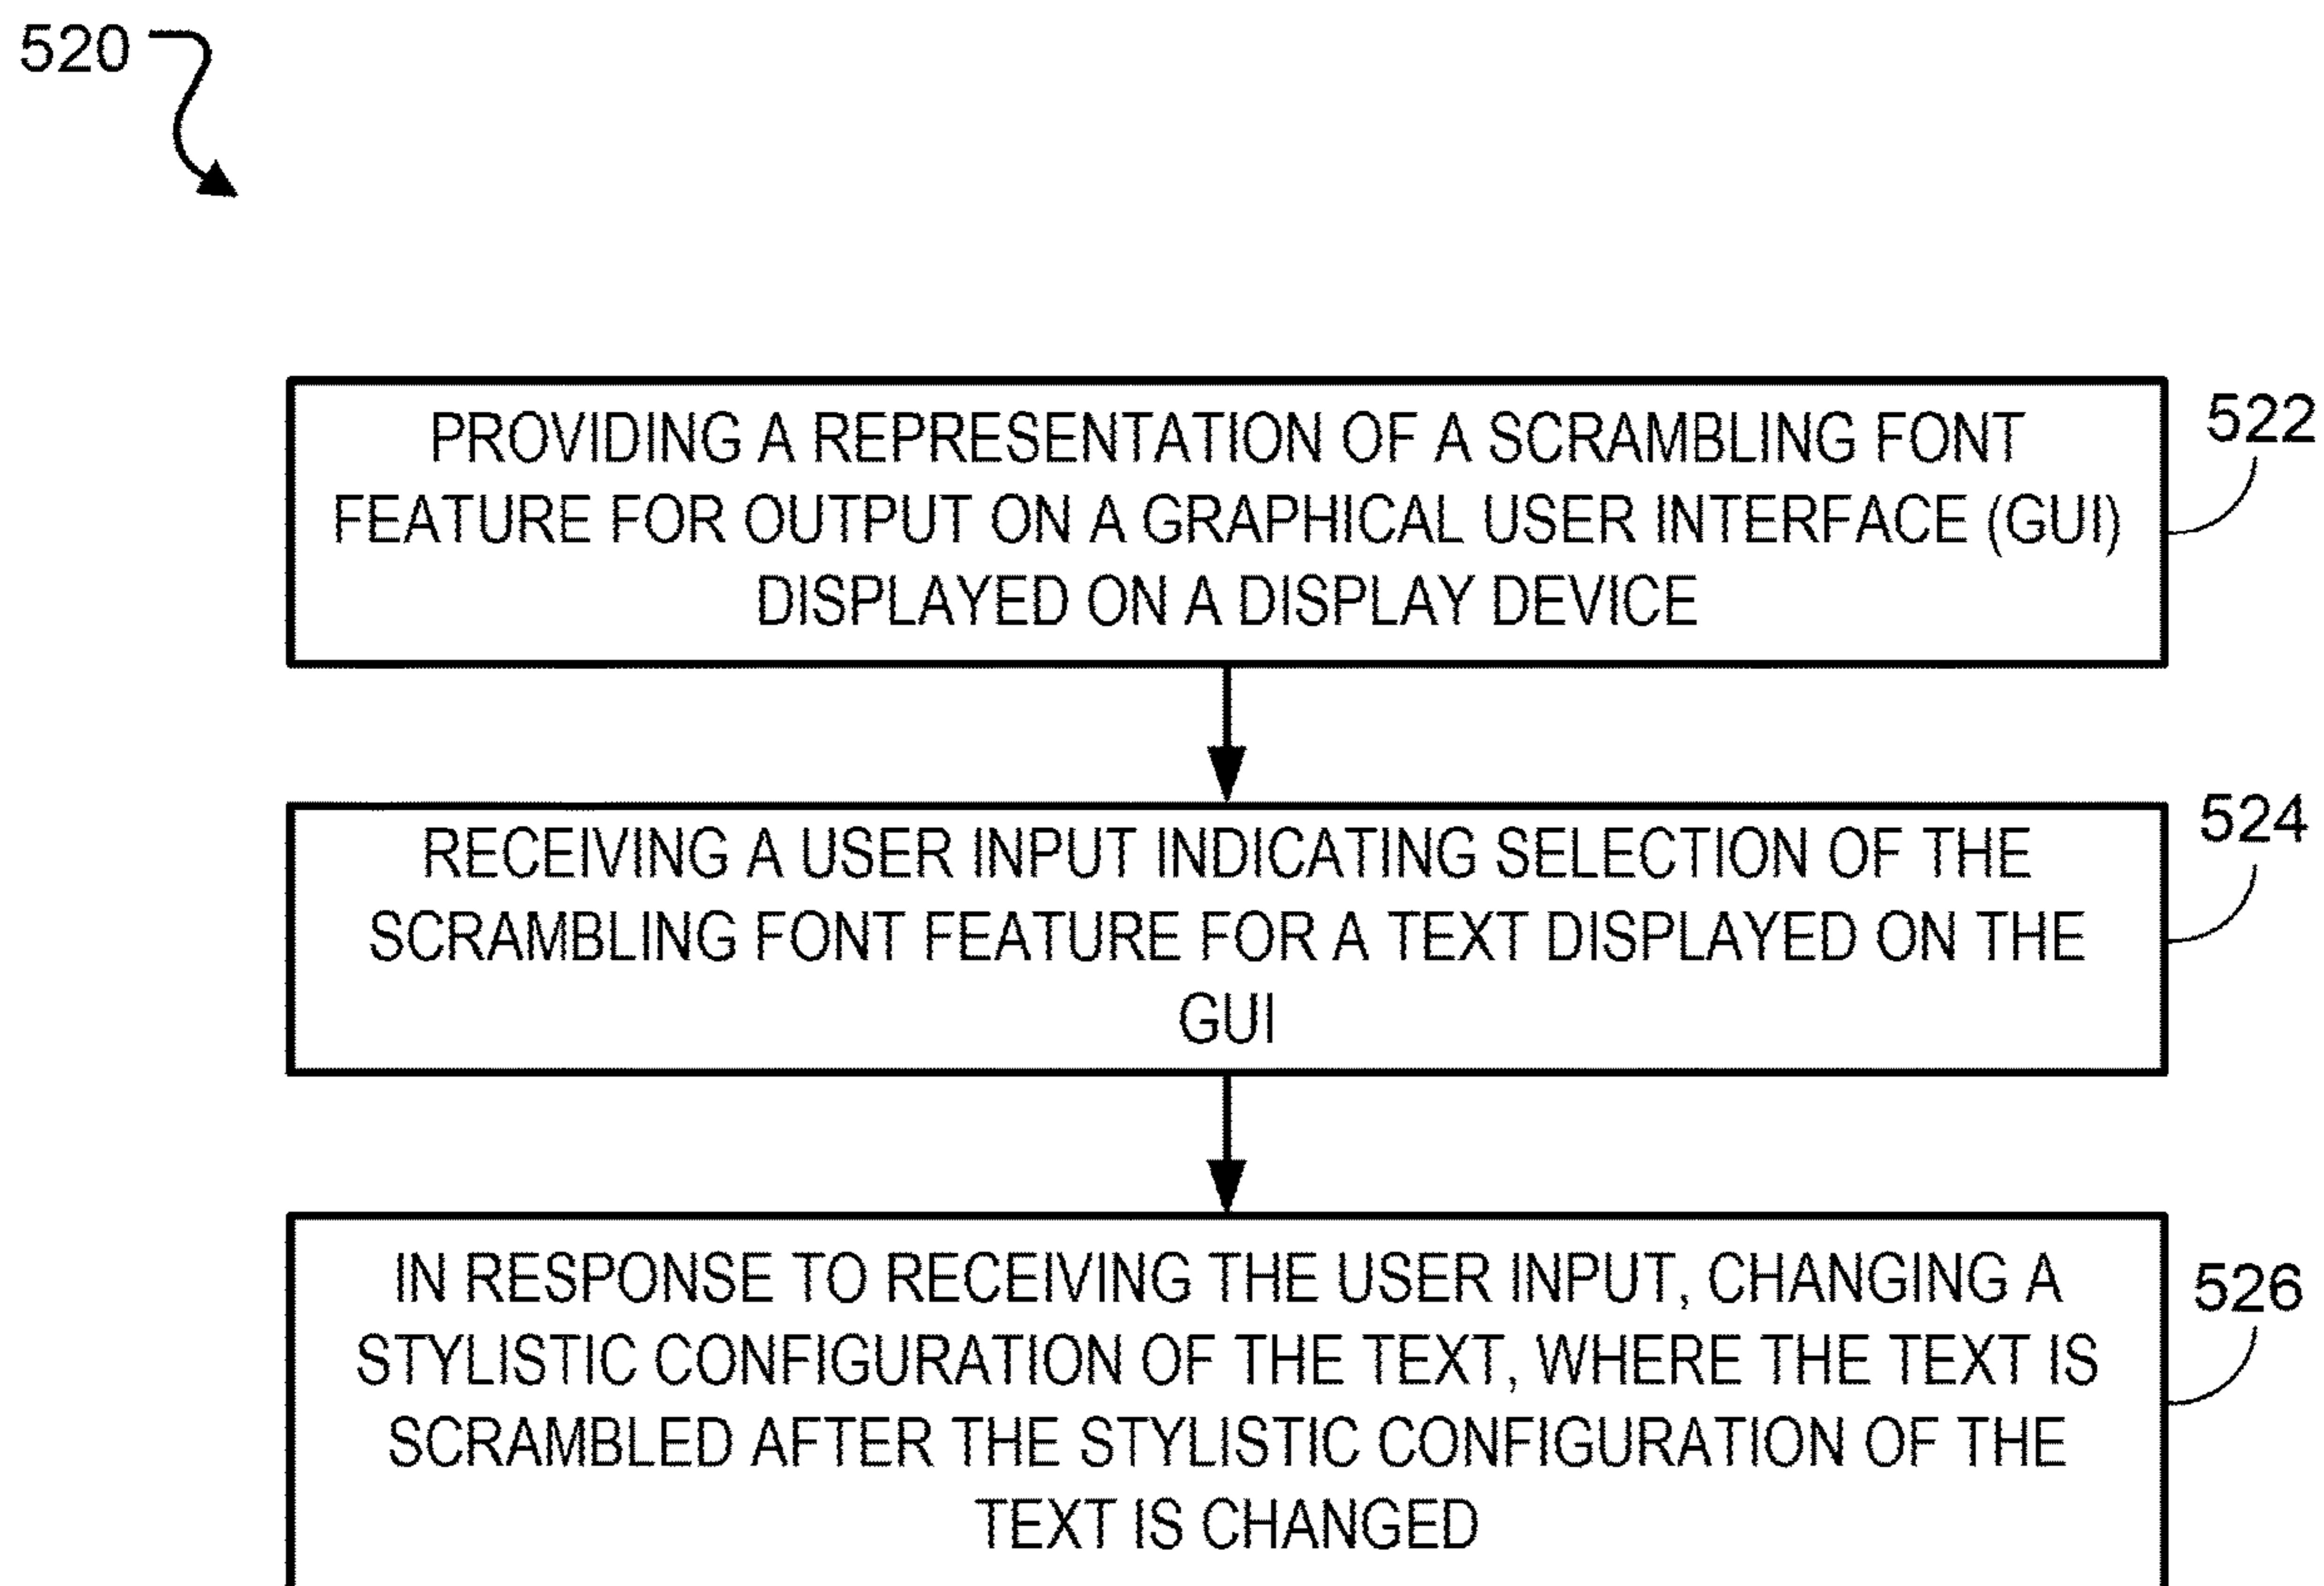 520
PROVIDING A REPRESENTATION OF A SCRAMBLING FONT
FEATURE FOR OUTPUT ON A GRAPHICAL USER INTERFACE (GUI)
DISPLAYED ON A DISPLAY DEVICE
522
RECEIVING A USER INPUT INDICATING SELECTION OF THE
SCRAMBLING FONT FEATURE FOR A TEXT DISPLAYED ON THE
GUI
524
IN RESPONSE TO RECEIVING THE USER INPUT, CHANGING A
STYLISTIC CONFIGURATION OF THE TEXT, WHERE THE TEXT IS
SCRAMBLED AFTER THE STYLISTIC CONFIGURATION OF THE
TEXT IS CHANGED
526